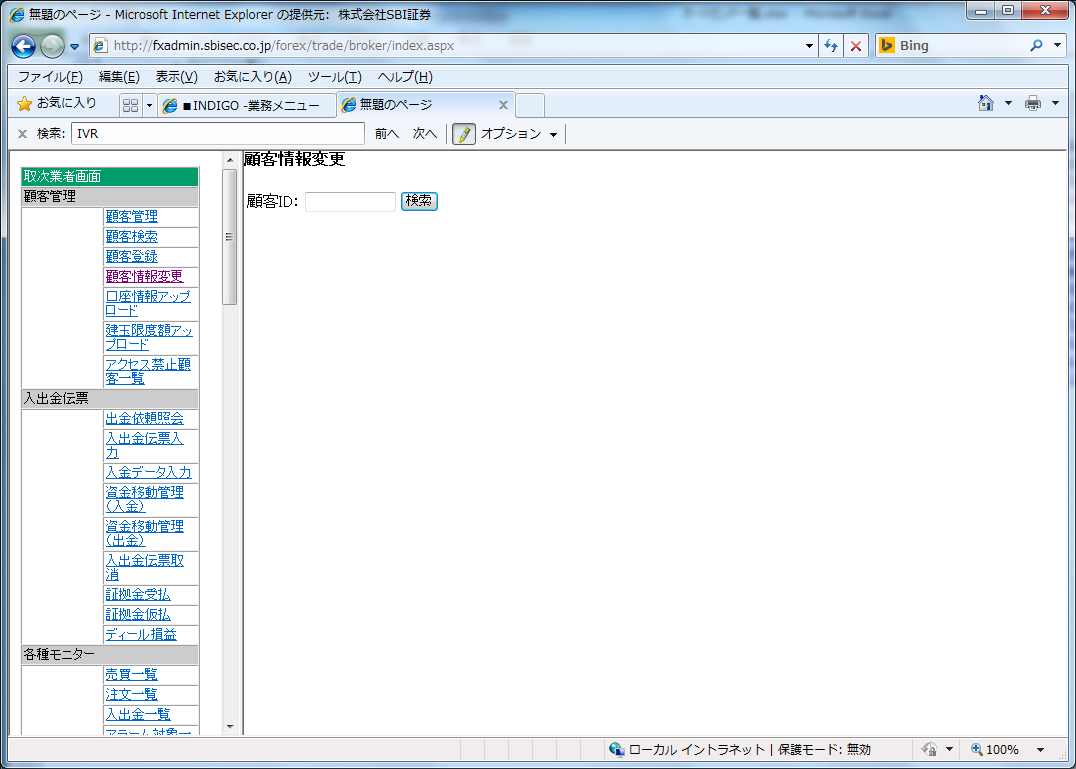 無題のページ - Microsoft Internet Explorer の提供元: 株式会社SBI証券
http://fxadmin.sbisec.co.jp/forex/trade/broker/index.aspx
Bing
ファイル(F) 編集(E) 表示(V) お気に入り(A) ツール(T) ヘルプ(H)
お気に入り
■INDIGO -業務メニュー
無題のページ
検索: IVR 前へ 次へ オプション
取次業者画面
顧客管理
顧客管理
顧客検索
顧客登録
顧客情報変更
口座情報アップ
ロード
建玉限度額アッ
プロード
アクセス禁止顧
客一覧
入出金伝票
出金依頼照会
入出金伝票入
力
入金データ入力
資金移動管理
(入金)
資金移動管理
(出金)
入出金伝票取
消
証拠金受払
証拠金仮払
ディール損益
各種モニター
売買一覧
注文一覧
入出金一覧
アラーム対象一
顧客情報変更
顧客ID: 検索
ローカル イントラネット | 保護モード: 無効
100%